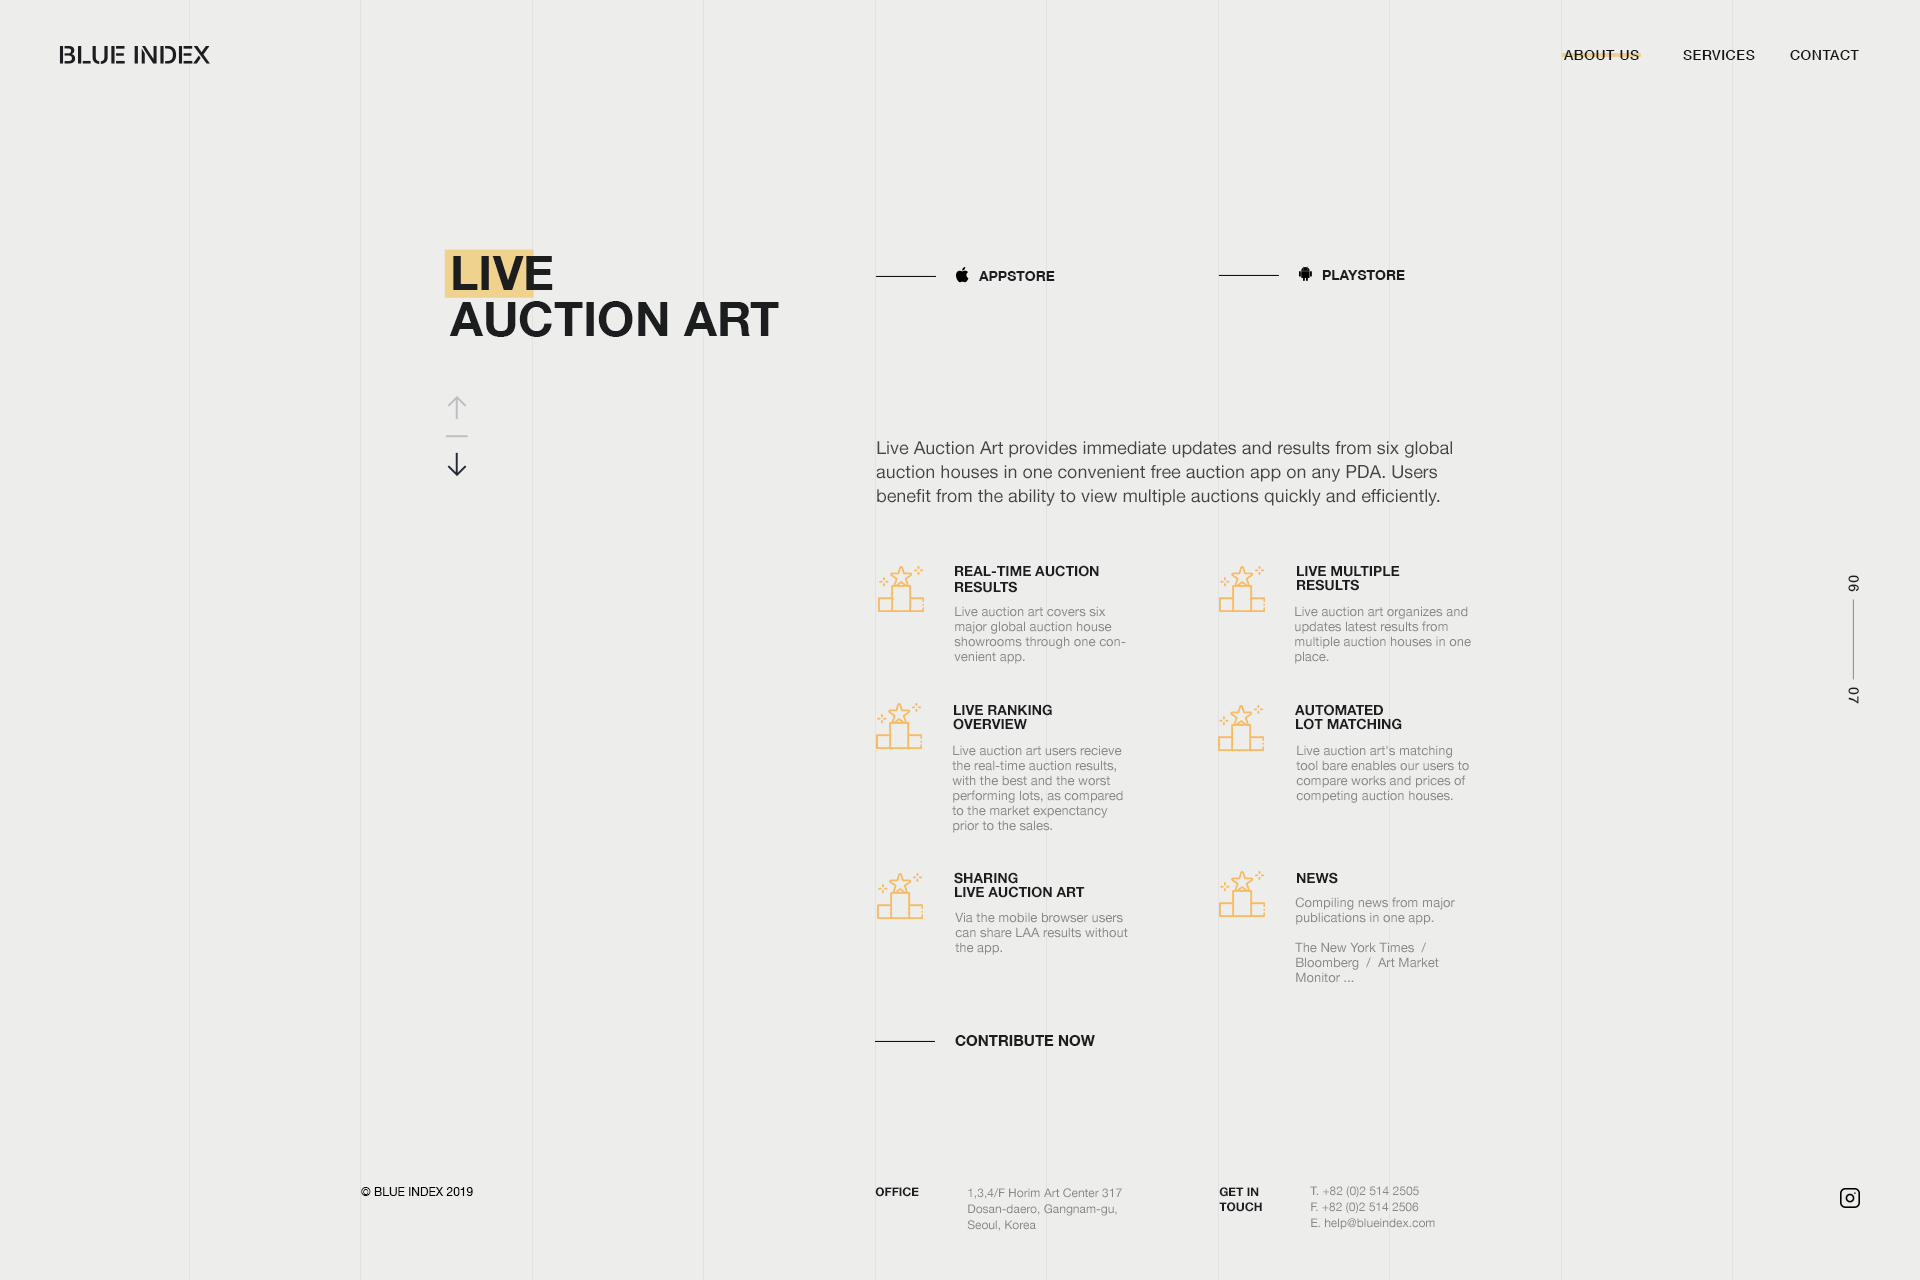 BLUE INDEX
ABOUT US
SERVICES
CONTACT
LIVE
AUCTION ART
APPSTORE
PLAYSTORE
Live Auction Art provides immediate updates and results from six global
auction houses in one convenient free auction app on any PDA. Users
benefit from the ability to view multiple auctions quickly and efficiently.
REAL-TIME AUCTION
RESULTS
Live auction art covers six
major global auction house
showrooms through one con-
venient app.
LIVE MULTIPLE
RESULTS
Live auction art organizes and
updates latest results from
multiple auction houses in one
place.
LIVE RANKING
OVERVIEW
Live auction art users recieve
the real-time auction results,
with the best and the worst
performing lots, as compared
to the market expenctancy
prior to the sales.
AUTOMATED
LOT MATCHING
Live auction art's matching
tool bare enables our users to
compare works and prices of
competing auction houses.
SHARING
LIVE AUCTION ART
Via the mobile browser users
can share LAA results without
the app.
NEWS
Compiling news from major
publications in one app.
The New York Times /
Bloomberg / Art Market
Monitor ...
CONTRIBUTE NOW
06
07
© BLUE INDEX 2019
OFFICE
1,3,4/F Horim Art Center 317
Dosan-daero, Gangnam-gu,
Seoul, Korea
GET IN
TOUCH
T. +82 (0)2 514 2505
F. +82 (0)2 514 2506
E. help@blueindex.com